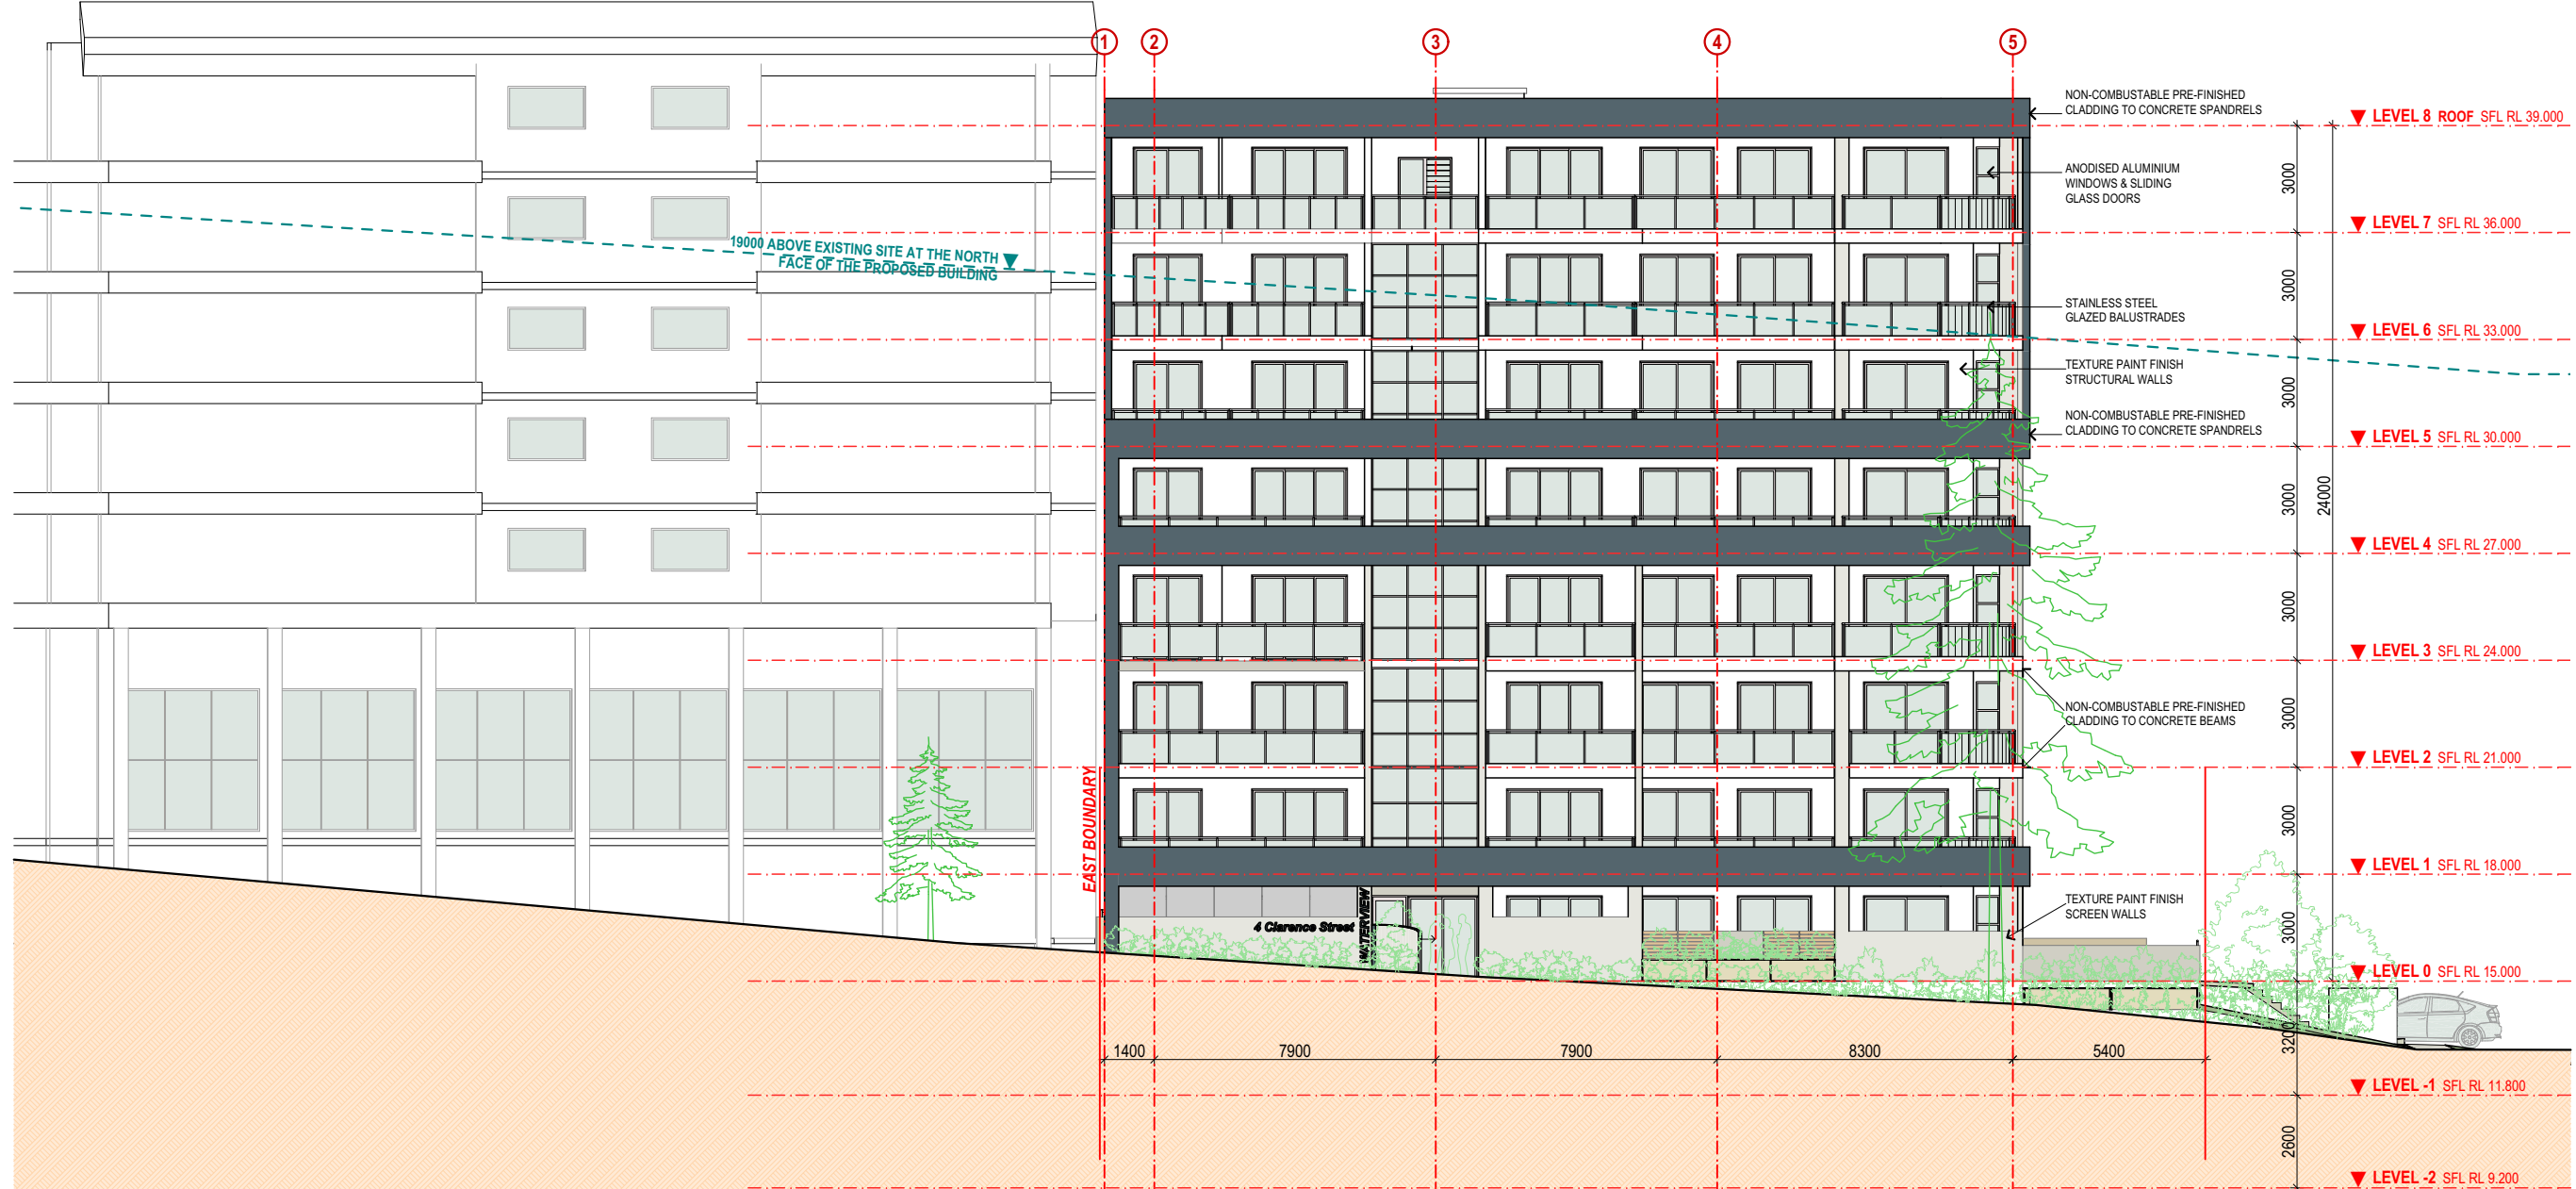 1 2 3 4 5
NON-COMBUSTABLE PRE-FINISHED
CLADDING TO CONCRETE SPANDRELS
LEVEL 8 ROOF SFL RL 39.000
ANODISED ALUMINIUM
WINDOWS & SLIDING
GLASS DOORS
3000
LEVEL 7 SFL RL 36.000
19000 ABOVE EXISTING SITE AT THE NORTH
FACE OF THE PROPOSED BUILDING
3000
STAINLESS STEEL
GLAZED BALUSTRADES
LEVEL 6 SFL RL 33.000
TEXTURE PAINT FINISH
STRUCTURAL WALLS
3000
NON-COMBUSTABLE PRE-FINISHED
CLADDING TO CONCRETE SPANDRELS
LEVEL 5 SFL RL 30.000
3000
24000
LEVEL 4 SFL RL 27.000
3000
LEVEL 3 SFL RL 24.000
NON-COMBUSTABLE PRE-FINISHED
CLADDING TO CONCRETE BEAMS
3000
LEVEL 2 SFL RL 21.000
EAST BOUNDARY
3000
LEVEL 1 SFL RL 18.000
TEXTURE PAINT FINISH
SCREEN WALLS
4 Clarence Street
WATERVIEW
3000
LEVEL 0 SFL RL 15.000
3200
1400 7900 7900 8300 5400
LEVEL -1 SFL RL 11.800
2600
LEVEL -2 SFL RL 9.200